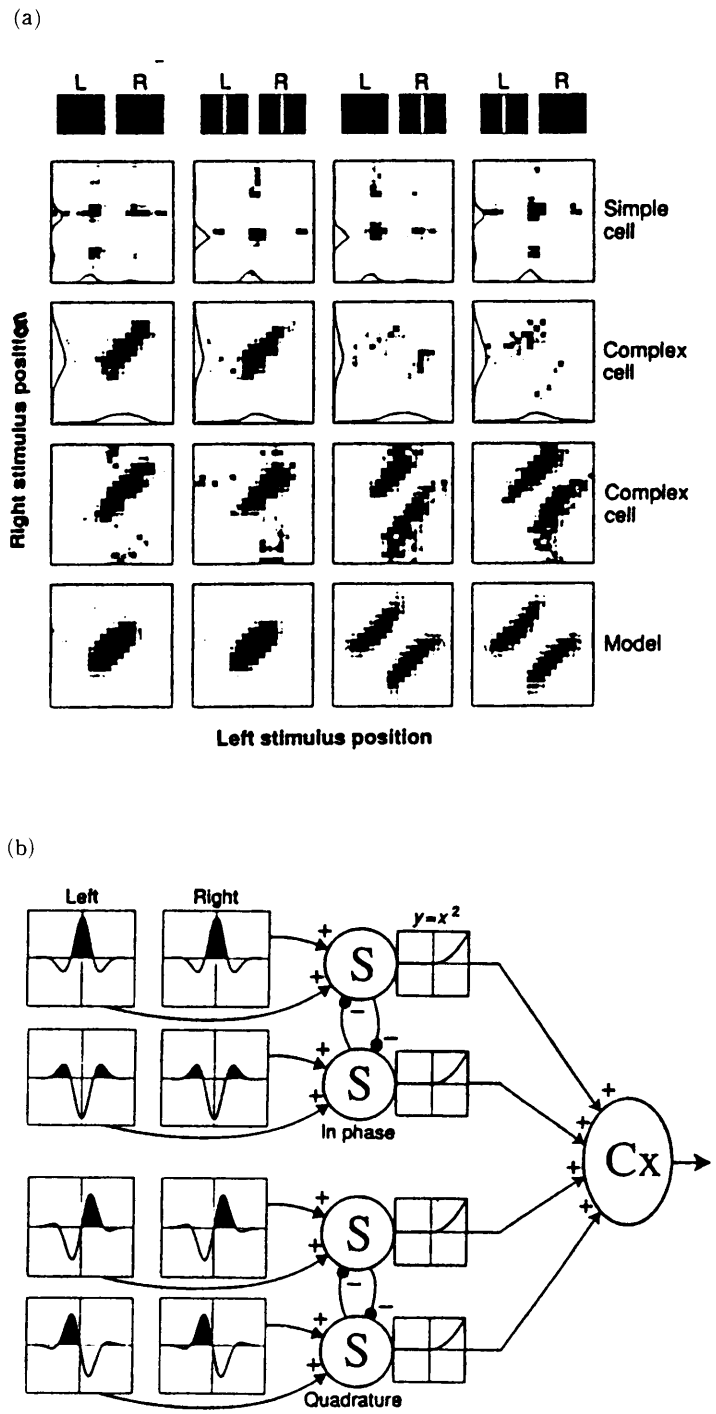 (a)
L R L R L R L R
Simple
cell
Complex
cell
Complex
cell
Model
Right stimulus position
Left stimulus position
(b)
Left Right y=x²
+ S
+
−
−
+ S
+
In phase
+
+
Cx
+
+
+ S
+
−
−
+ S
+
Quadrature